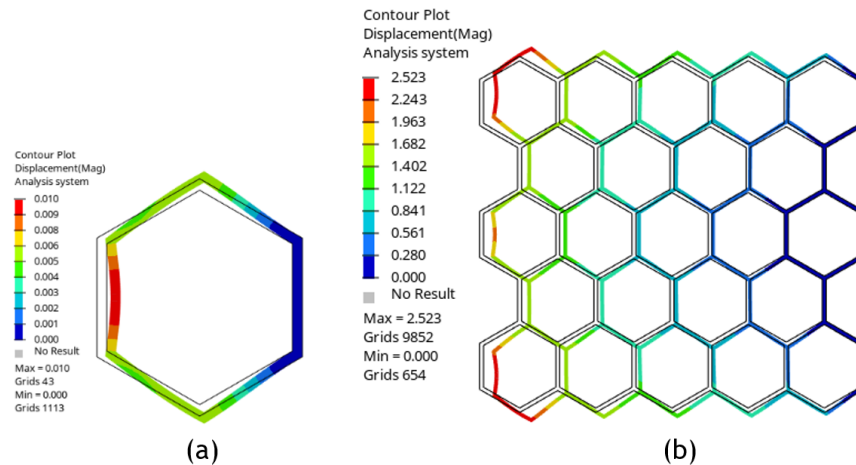 Contour Plot
Displacement(Mag)
Analysis system
0.010
0.009
0.008
0.006
0.005
0.004
0.003
0.002
0.001
0.000
No Result
Max = 0.010
Grids 43
Min = 0.000
Grids 1113
(a)
Contour Plot
Displacement(Mag)
Analysis system
2.523
2.243
1.963
1.682
1.402
1.122
0.841
0.561
0.280
0.000
No Result
Max = 2.523
Grids 9852
Min = 0.000
Grids 654
(b)